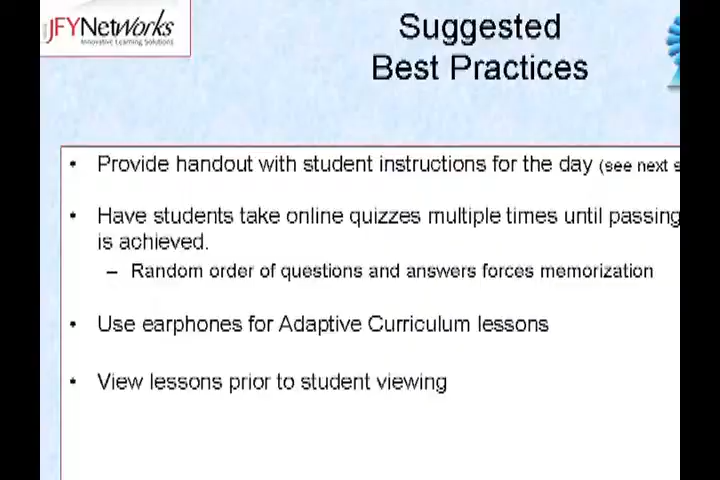 JFYNetWorks
Innovative Learning Solutions
Suggested
Best Practices
• Provide handout with student instructions for the day (see next s
• Have students take online quizzes multiple times until passing
is achieved.
– Random order of questions and answers forces memorization
• Use earphones for Adaptive Curriculum lessons
• View lessons prior to student viewing